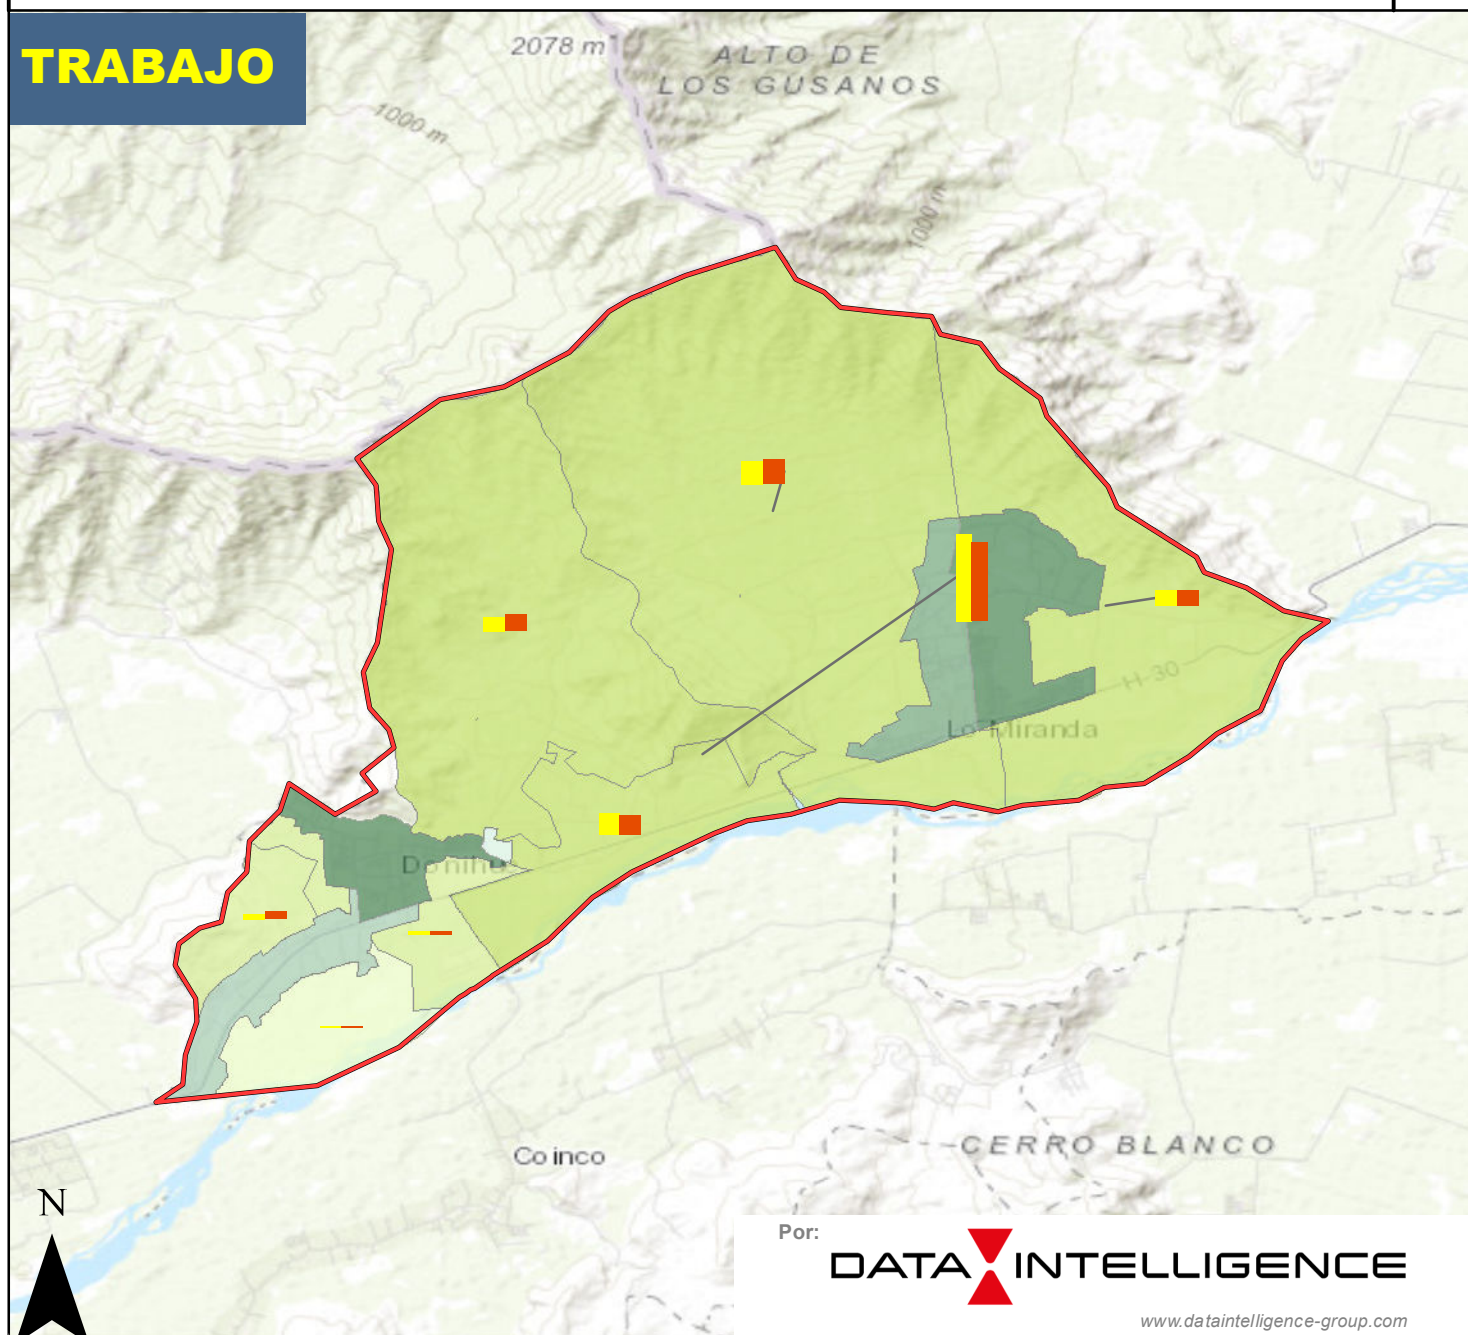 TRABAJO
2078 m
ALTO DE
LOS GUSANOS
1000 m
1000 m
H-30
Lo Miranda
Doñihue
Coinco
CERRO BLANCO
N
Por:
DATA INTELLIGENCE
www.dataintelligence-group.com